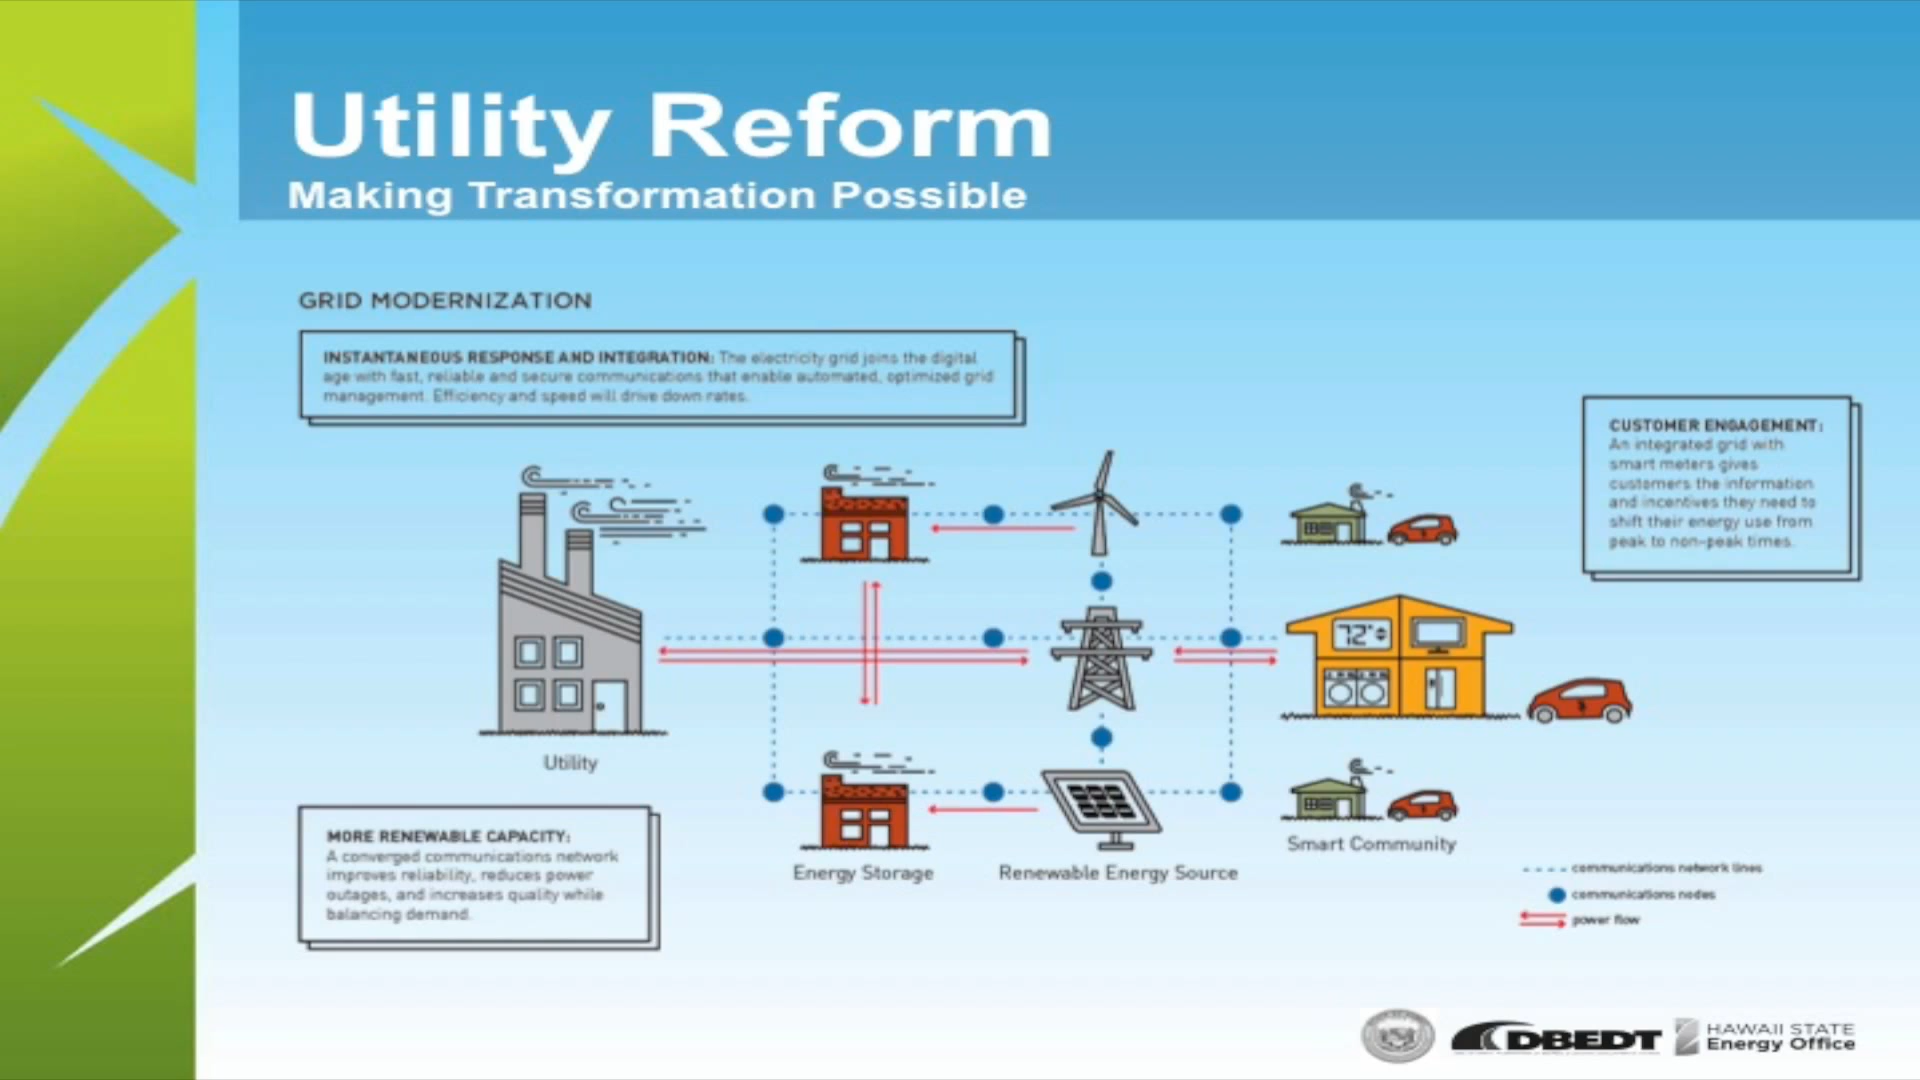 Utility Reform
Making Transformation Possible
GRID MODERNIZATION
INSTANTANEOUS RESPONSE AND INTEGRATION: The electricity grid joins the digital
age with fast, reliable and secure communications that enable automated, optimized grid
management. Efficiency and speed will drive down rates.
CUSTOMER ENGAGEMENT:
An integrated grid with
smart meters gives
customers the information
and incentives they need to
shift their energy use from
peak to non-peak times.
72°
Utility
MORE RENEWABLE CAPACITY:
A converged communications network
improves reliability, reduces power
outages, and increases quality while
balancing demand.
Energy Storage
Renewable Energy Source
Smart Community
communications network lines
communications nodes
power flow
DBEDT
HAWAII STATE
Energy Office